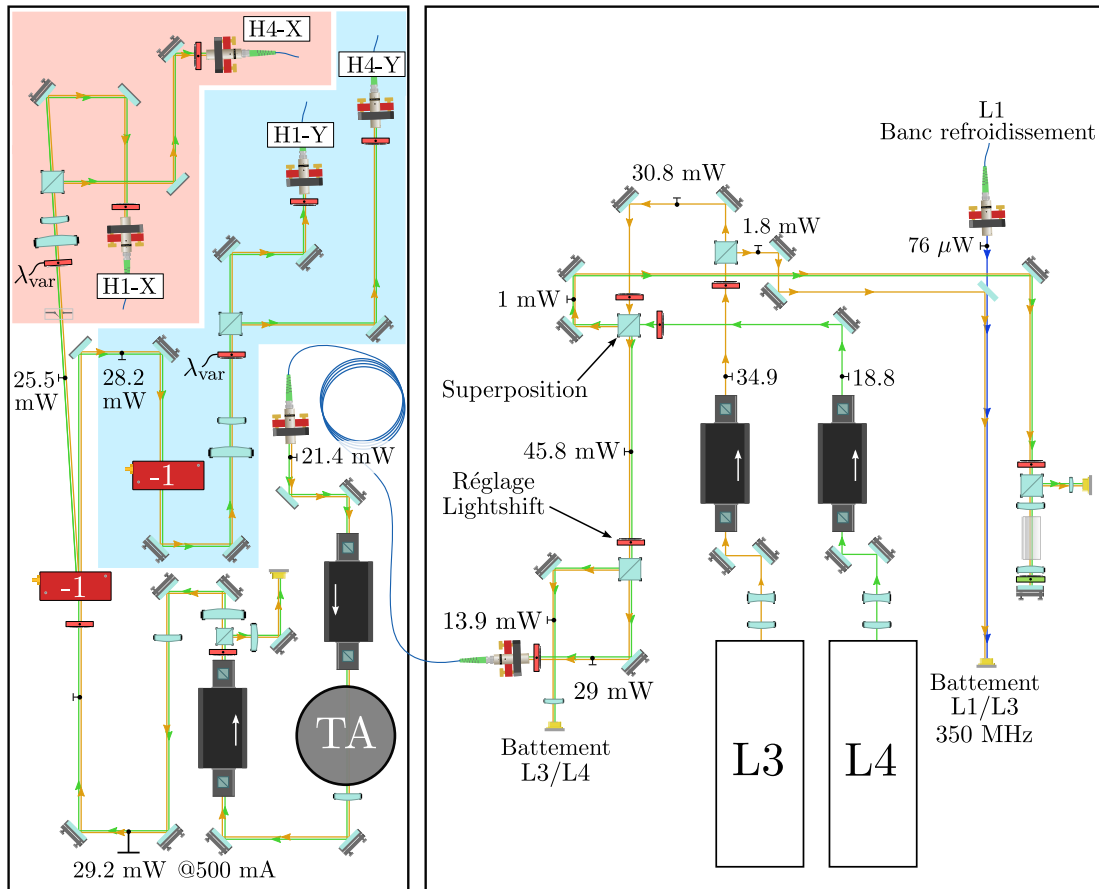 H4-X
H4-Y
H1-Y
H1-X
λvar
λvar
25.5
mW
28.2
mW
-1
-1
21.4 mW
TA
29.2 mW @500 mA
L1
Banc refroidissement
30.8 mW
1.8 mW
76 μW
1 mW
Superposition
34.9
18.8
45.8 mW
Réglage
Lightshift
13.9 mW
29 mW
Battement
L3/L4
L3
L4
Battement
L1/L3
350 MHz